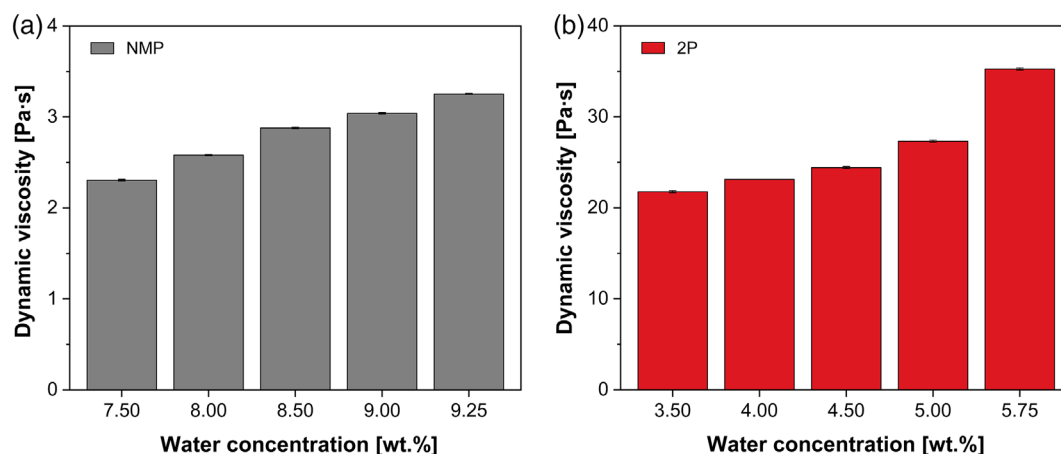 (a)
NMP
Dynamic viscosity [Pa·s]
4
3
2
1
0
7.50 8.00 8.50 9.00 9.25
Water concentration [wt.%]
(b)
2P
Dynamic viscosity [Pa·s]
40
30
20
10
0
3.50 4.00 4.50 5.00 5.75
Water concentration [wt.%]